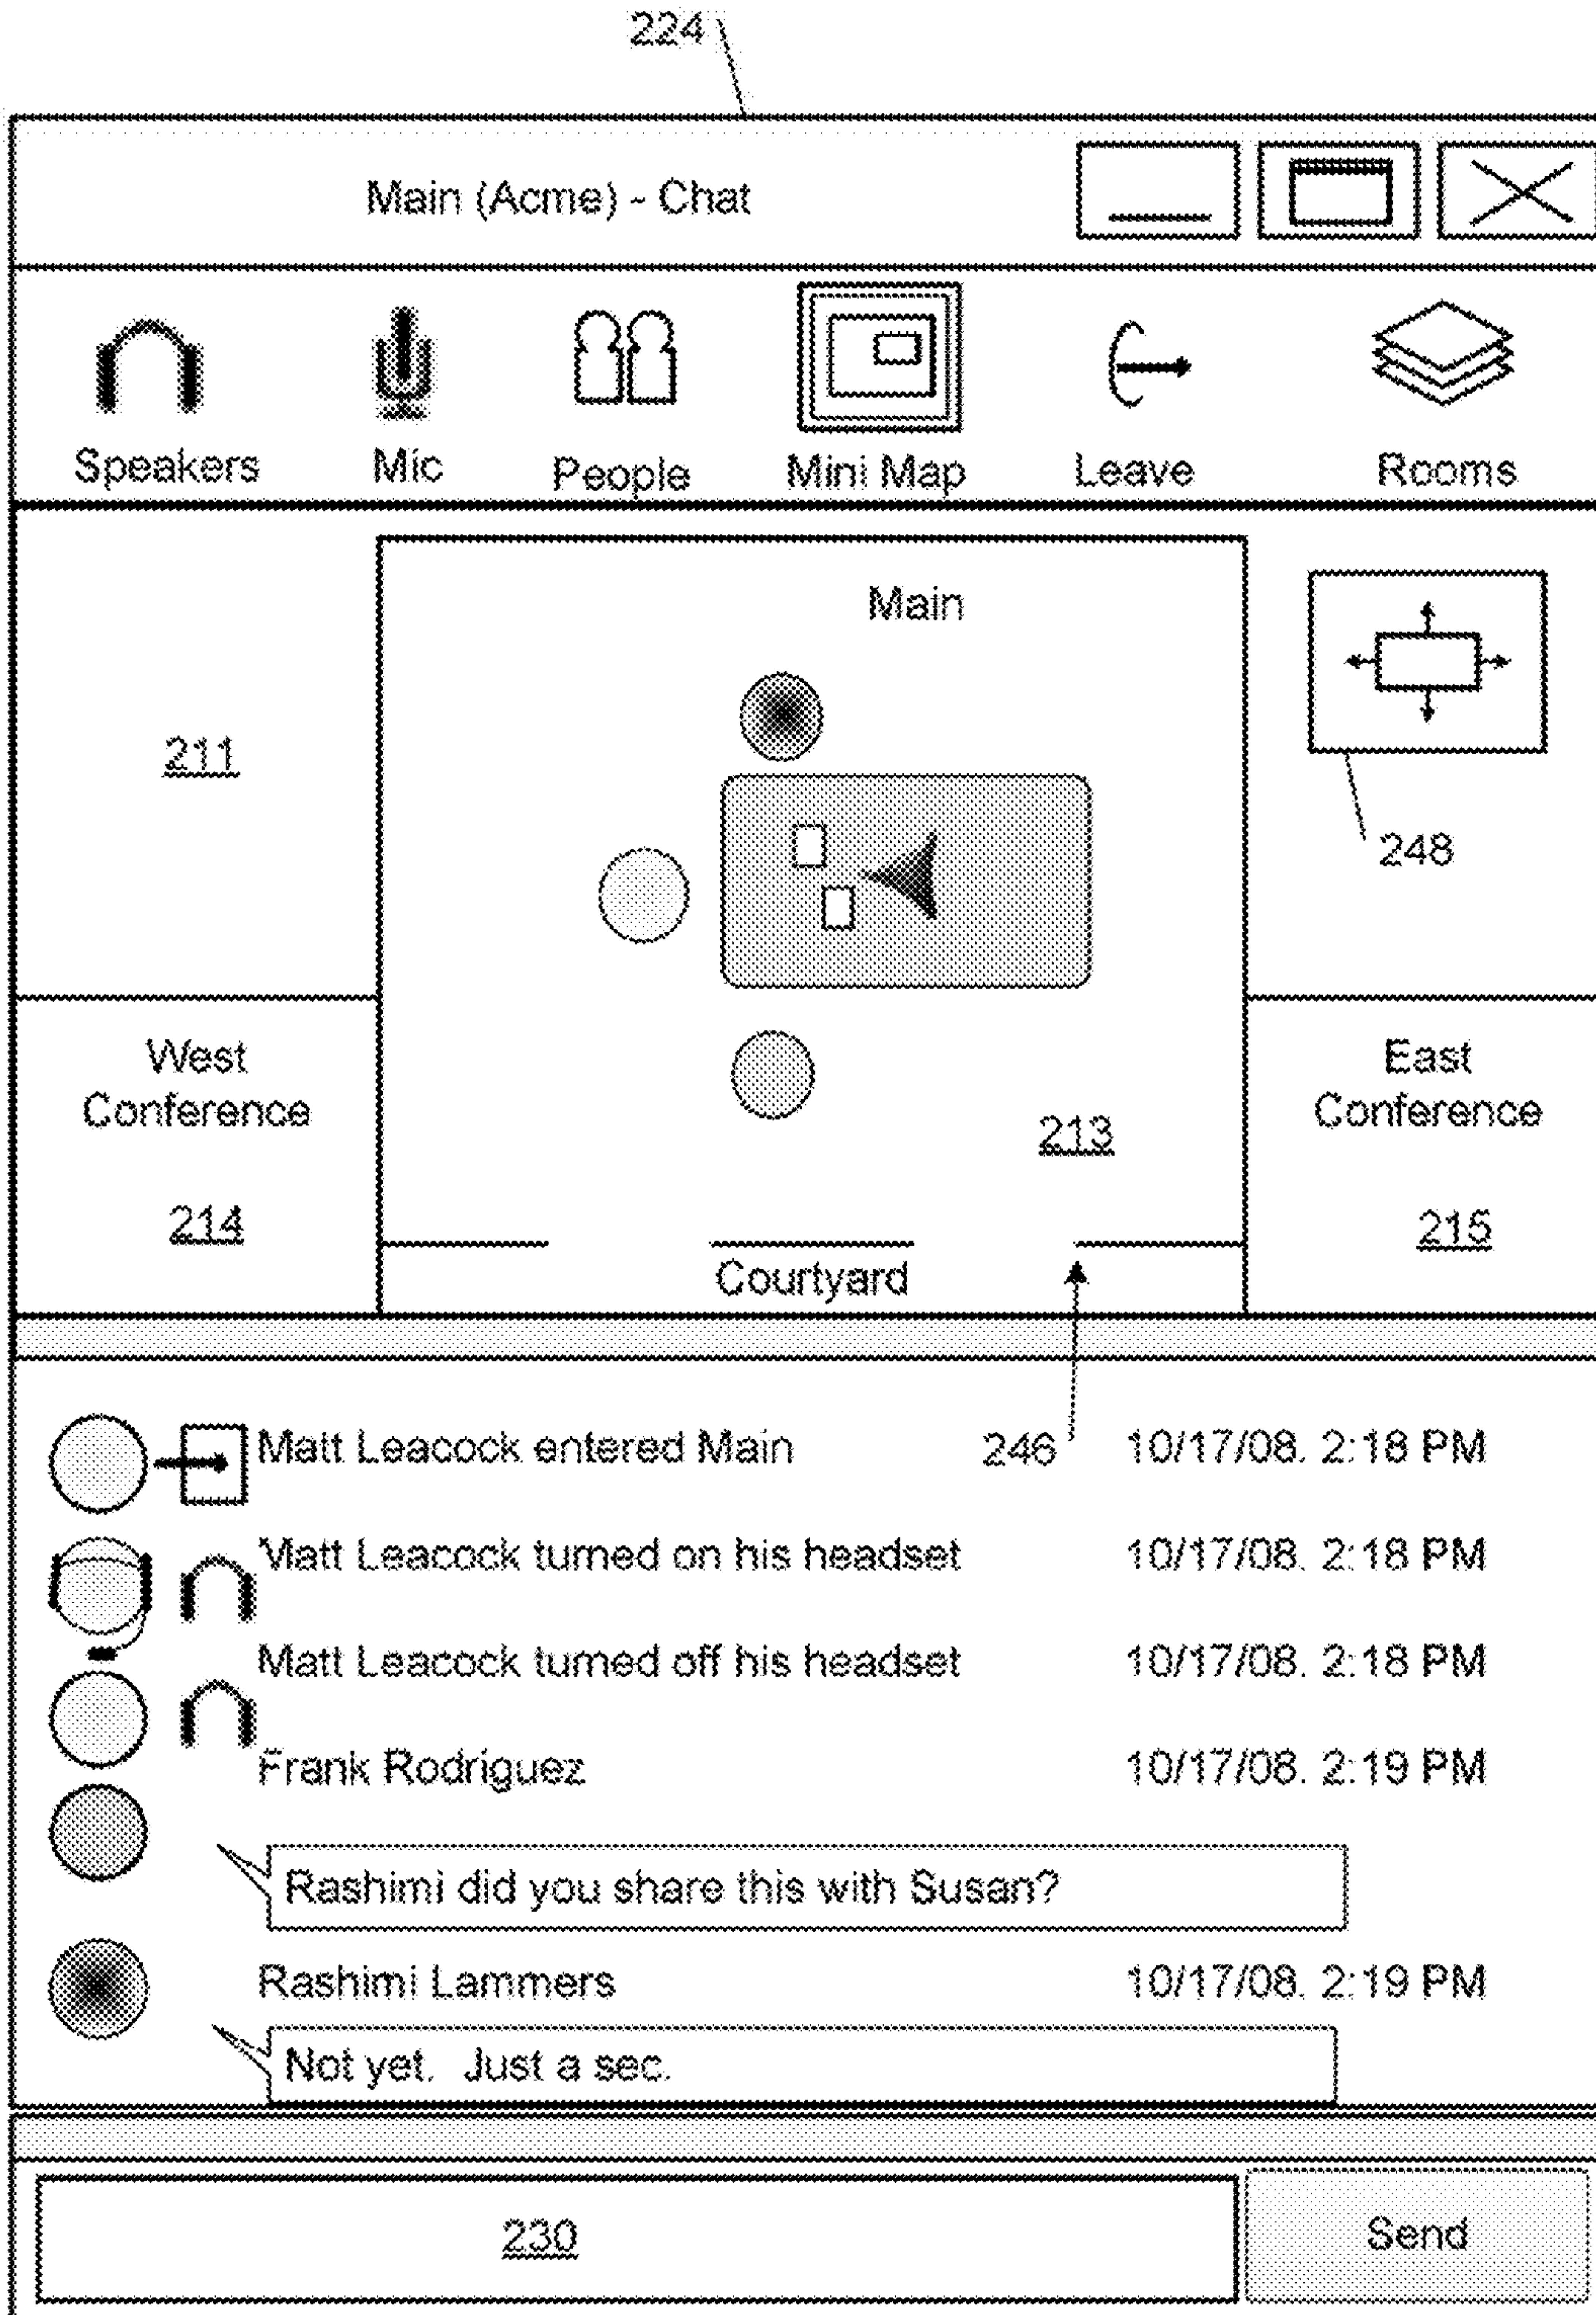 224
Main (Acme) - Chat
Speakers Mic People Mini Map Leave Rooms
Main
211
248
West
Conference
East
Conference
213
214
215
Courtyard
Matt Leacock entered Main 246 10/17/08. 2:18 PM
Matt Leacock turned on his headset 10/17/08. 2:18 PM
Matt Leacock turned off his headset 10/17/08. 2:18 PM
Frank Rodriguez 10/17/08. 2:19 PM
Rashimi did you share this with Susan?
Rashimi Lammers 10/17/08. 2:19 PM
Not yet. Just a sec.
230 Send